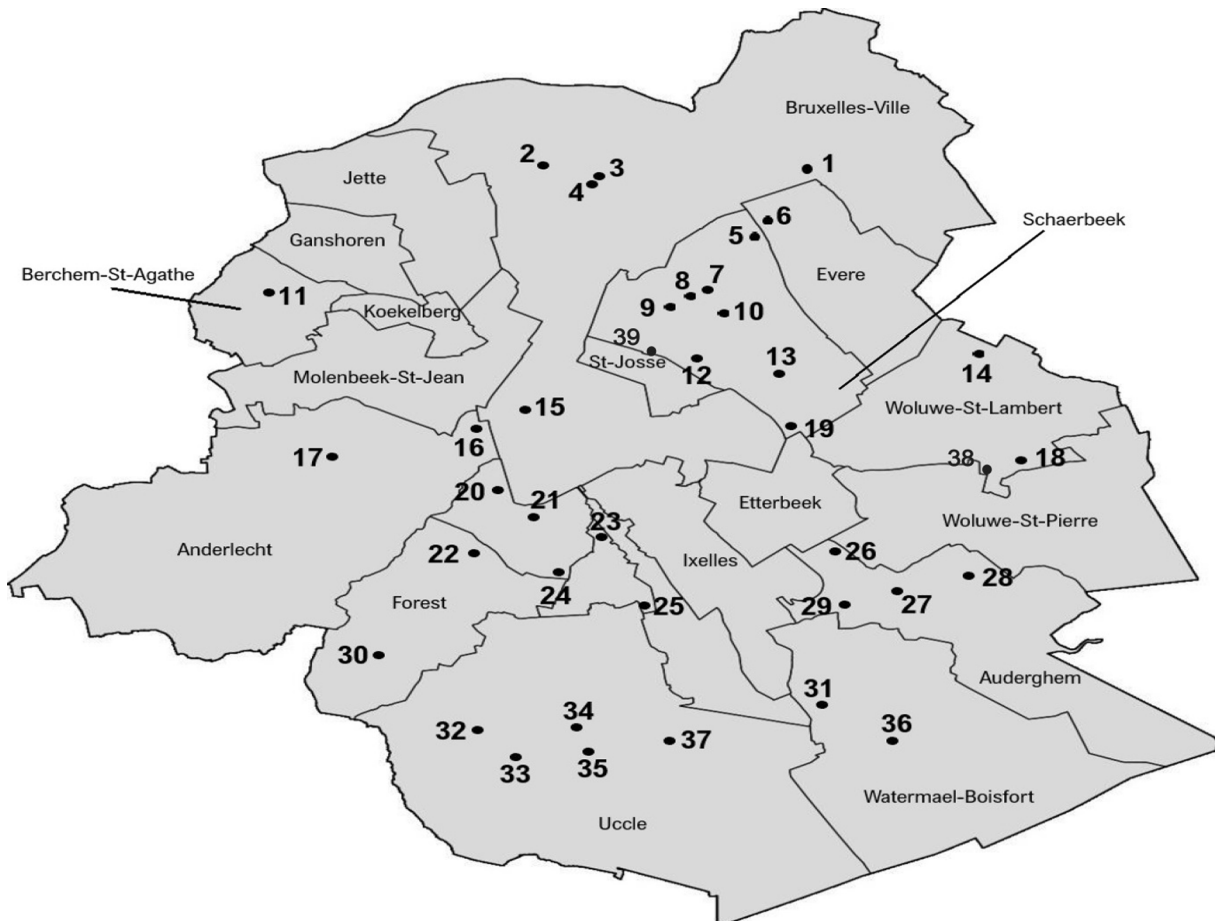 Bruxelles-Ville
2
3
1
4
Jette
6
Schaerbeek
5
Ganshoren
Berchem-St-Agathe
Evere
7
8
11
9
10
Koekelberg
39
St-Josse
13
12
14
Molenbeek-St-Jean
15
Woluwe-St-Lambert
19
16
17
38
18
20
Etterbeek
21
23
Woluwe-St-Pierre
Anderlecht
22
Ixelles
26
28
24
Forest
25
29
27
30
Auderghem
31
34
36
32
37
33
35
Watermael-Boisfort
Uccle